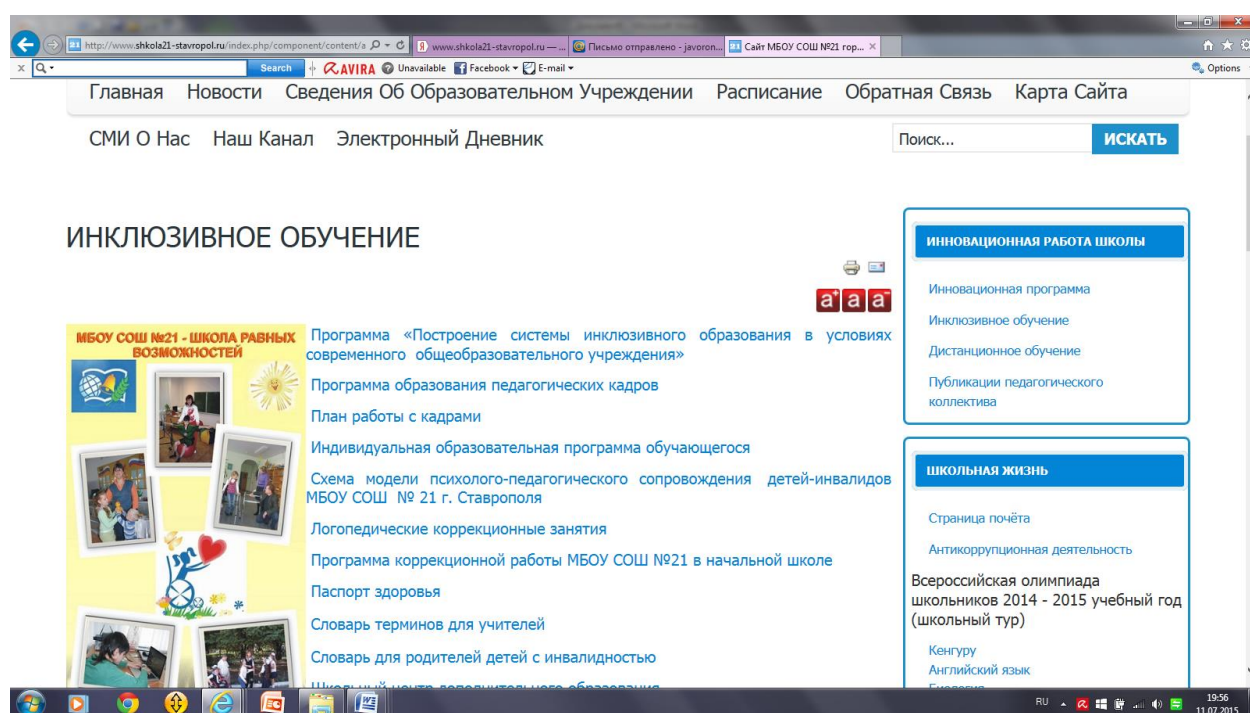 http://www.shkola21-stavropol.ru/index.php/component/content/a
www.shkola21-stavropol.ru — ...
Письмо отправлено - javoron...
Сайт МБОУ СОШ №21 гор...
Search
AVIRA
Unavailable
Facebook
E-mail
Options
Главная Новости Сведения Об Образовательном Учреждении Расписание Обратная Связь Карта Сайта
СМИ О Нас Наш Канал Электронный Дневник
Поиск...
ИСКАТЬ
ИНКЛЮЗИВНОЕ ОБУЧЕНИЕ
a+ a a-
МБОУ СОШ №21 - ШКОЛА РАВНЫХ
ВОЗМОЖНОСТЕЙ
Программа «Построение системы инклюзивного образования в условиях
современного общеобразовательного учреждения»
Программа образования педагогических кадров
План работы с кадрами
Индивидуальная образовательная программа обучающегося
Схема модели психолого-педагогического сопровождения детей-инвалидов
МБОУ СОШ № 21 г. Ставрополя
Логопедические коррекционные занятия
Программа коррекционной работы МБОУ СОШ №21 в начальной школе
Паспорт здоровья
Словарь терминов для учителей
Словарь для родителей детей с инвалидностью
Школьный центр дополнительного образования
ИННОВАЦИОННАЯ РАБОТА ШКОЛЫ
Инновационная программа
Инклюзивное обучение
Дистанционное обучение
Публикации педагогического
коллектива
ШКОЛЬНАЯ ЖИЗНЬ
Страница почёта
Антикоррупционная деятельность
Всероссийская олимпиада
школьников 2014 - 2015 учебный год
(школьный тур)
Кенгуру
Английский язык
Биология
RU
19:56
11.07.2015